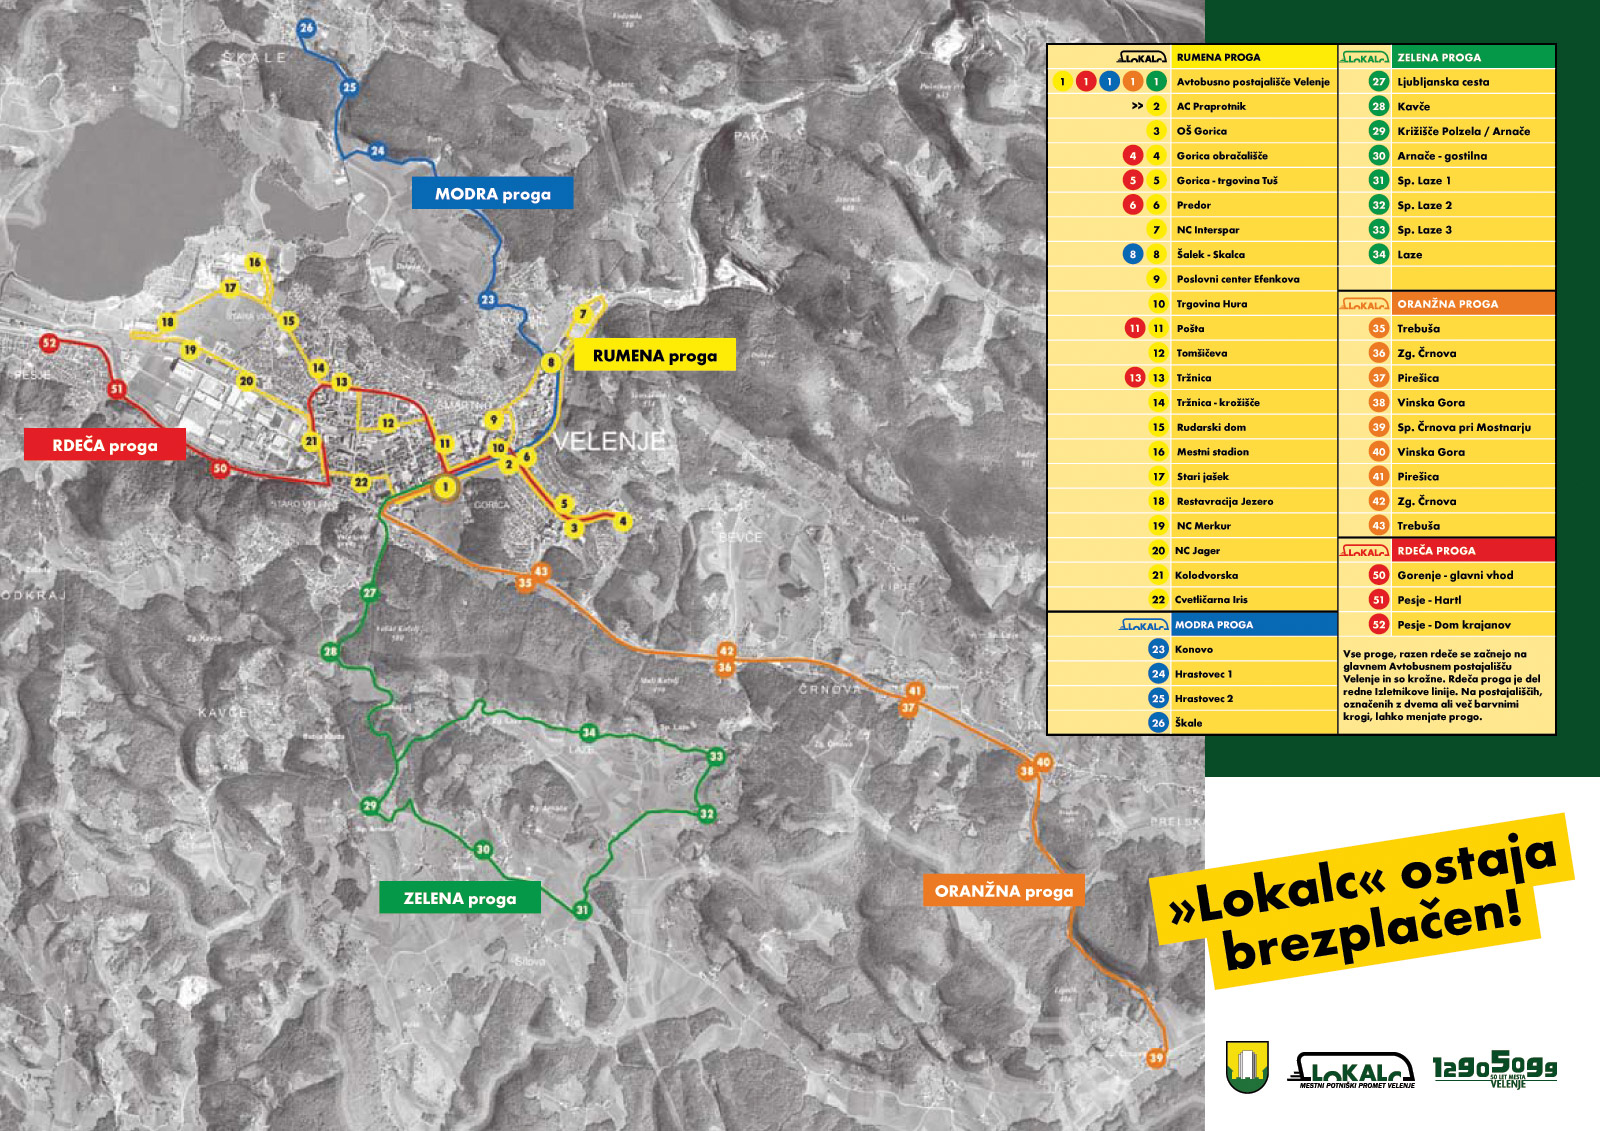 ŠKALE
PAKA
MODRA proga
RUMENA proga
RDEČA proga
PESJE
STARA VAS
ŠMARTNO
VELENJE
STARO VELENJE
GORICA
BEVČE
LIPJE
ODKRAJ
KAVČE
LAZE
ČRNOVA
PRELSKA
Šilova
ZELENA proga
ORANŽNA proga
26
25
24
23
16
17
18
15
19
20
14
13
12
11
21
22
52
51
50
7
8
9
10
2
6
1
5
3
4
43
35
42
36
41
37
40
38
39
27
28
29
30
31
32
33
34
LoKALc RUMENA PROGA
1 1 1 1 1 Avtobusno postajališče Velenje
>> 2 AC Praprotnik
3 OŠ Gorica
4 4 Gorica obračališče
5 5 Gorica - trgovina Tuš
6 6 Predor
7 NC Interspar
8 8 Šalek - Skalca
9 Poslovni center Efenkova
10 Trgovina Hura
11 11 Pošta
12 Tomšičeva
13 13 Tržnica
14 Tržnica - krožišče
15 Rudarski dom
16 Mestni stadion
17 Stari jašek
18 Restavracija Jezero
19 NC Merkur
20 NC Jager
21 Kolodvorska
22 Cvetličarna Iris
LoKALc MODRA PROGA
23 Konovo
24 Hrastovec 1
25 Hrastovec 2
26 Škale
LoKALc ZELENA PROGA
27 Ljubljanska cesta
28 Kavče
29 Križišče Polzela / Arnače
30 Arnače - gostilna
31 Sp. Laze 1
32 Sp. Laze 2
33 Sp. Laze 3
34 Laze
LoKALc ORANŽNA PROGA
35 Trebuša
36 Zg. Črnova
37 Pirešica
38 Vinska Gora
39 Sp. Črnova pri Mostnarju
40 Vinska Gora
41 Pirešica
42 Zg. Črnova
43 Trebuša
LoKALc RDEČA PROGA
50 Gorenje - glavni vhod
51 Pesje - Hartl
52 Pesje - Dom krajanov
Vse proge, razen rdeče se začnejo na
glavnem Avtobusnem postajališču
Velenje in so krožne. Rdeča proga je del
redne Izletnikove linije. Na postajališčih,
označenih z dvema ali več barvnimi
krogi, lahko menjate progo.
»Lokalc« ostaja
brezplačen!
LoKALc
MESTNI POTNIŠKI PROMET VELENJE
12905099
50 LET MESTA
VELENJE